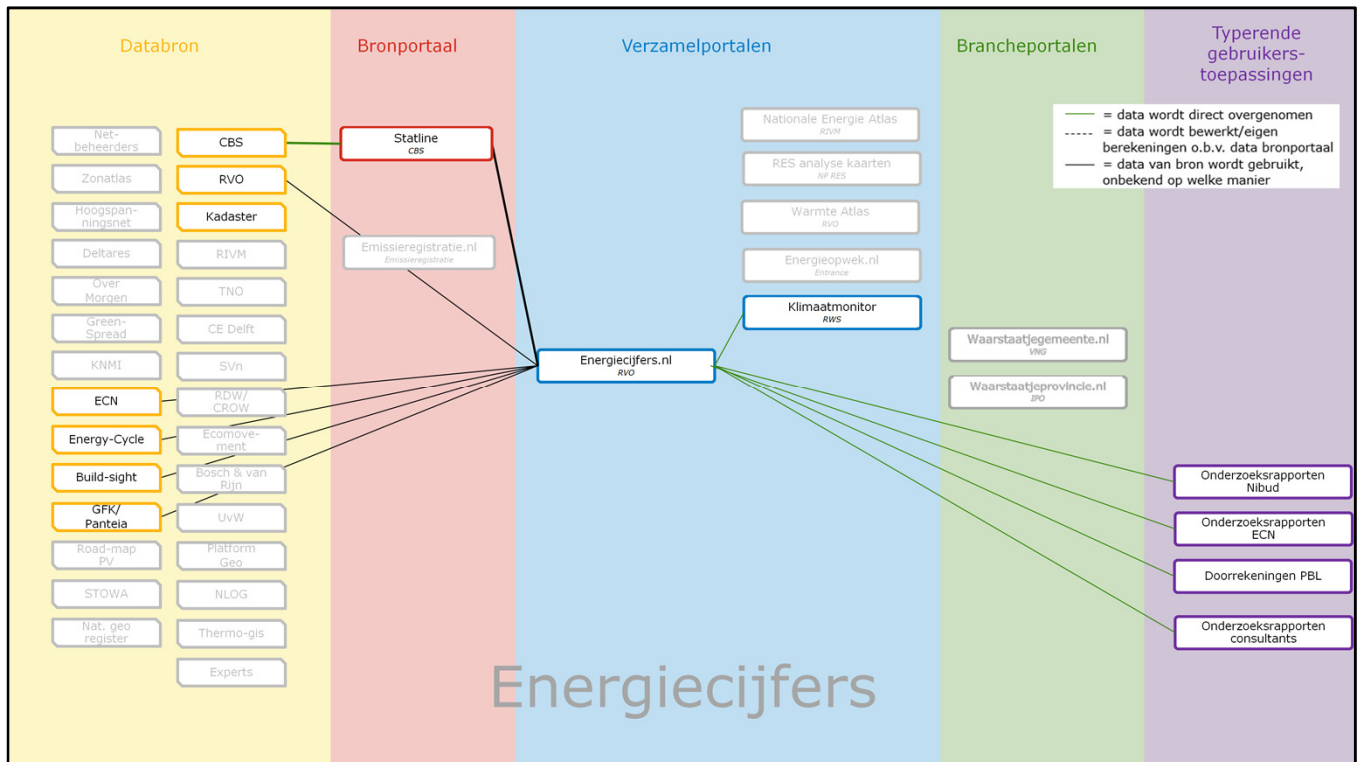 Databron
Bronportaal
Verzamelportalen
Brancheportalen
Typerende
gebruikers-
toepassingen
= data wordt direct overgenomen
= data wordt bewerkt/eigen
berekeningen o.b.v. data bronportaal
= data van bron wordt gebruikt,
onbekend op welke manier
Net-
beheerders
Zonatlas
Hoogspan-
ningsnet
Deltares
Over
Morgen
Green-
Spread
KNMI
ECN
Energy-Cycle
Build-sight
GFK/
Panteia
Road-map
PV
STOWA
Nat. geo
register
CBS
RVO
Kadaster
RIVM
TNO
CE Delft
SVn
RDW/
CROW
Ecomove-
ment
Bosch & van
Rijn
UvW
Platform
Geo
NLOG
Thermo-gis
Experts
Statline
CBS
Emissieregistratie.nl
Emissieregistratie
Nationale Energie Atlas
RIVM
RES analyse kaarten
NP RES
Warmte Atlas
RVO
Energieopwek.nl
Entrance
Klimaatmonitor
RWS
Energiecijfers.nl
RVO
Waarstaatjegemeente.nl
VNG
Waarstaatjeprovincie.nl
IPO
Onderzoeksrapporten
Nibud
Onderzoeksrapporten
ECN
Doorrekeningen PBL
Onderzoeksrapporten
consultants
Energiecijfers